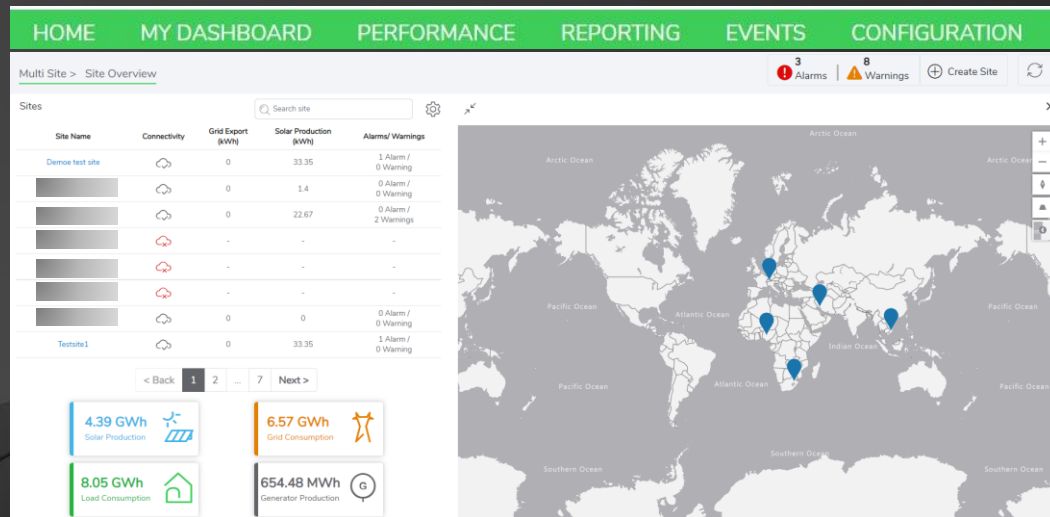 HOME MY DASHBOARD PERFORMANCE REPORTING EVENTS CONFIGURATION
Multi Site > Site Overview
3 Alarms
8 Warnings
Create Site
Sites
Search site
Site Name Connectivity Grid Export (kWh) Solar Production (kWh) Alarms/ Warnings
Demoe test site 0 33.35 1 Alarm / 0 Warning
0 1.4 0 Alarm / 0 Warning
0 22.67 0 Alarm / 2 Warnings
- - -
- - -
- - -
0 0 0 Alarm / 0 Warning
Testsite1 0 33.35 1 Alarm / 0 Warning
< Back 1 2 ... 7 Next >
4.39 GWh
Solar Production
6.57 GWh
Grid Consumption
8.05 GWh
Load Consumption
654.48 MWh
Generator Production
G
Arctic Ocean
Arctic Ocean
Arctic Ocean
Pacific Ocean
Atlantic Ocean
Pacific Ocean
Indian Ocean
Pacific Ocean
Atlantic Ocean
Pacific Ocean
Southern Ocean
Southern Ocean
Southern Ocean